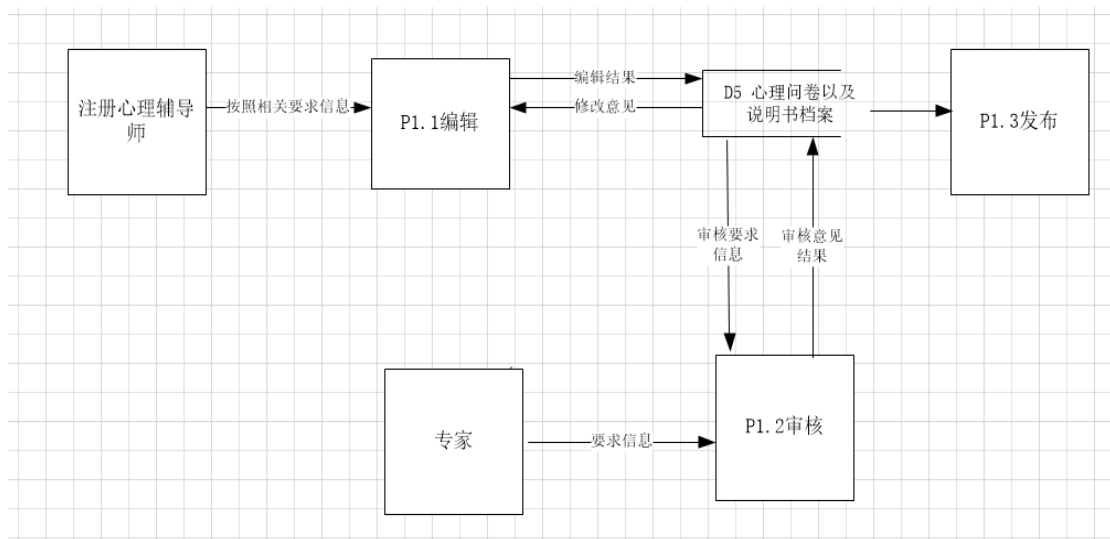 注册心理辅导
师
按照相关要求信息
P1.1编辑
编辑结果
修改意见
D5 心理问卷以及
说明书档案
P1.3发布
审核要求
信息
审核意见
结果
专家
要求信息
P1.2审核